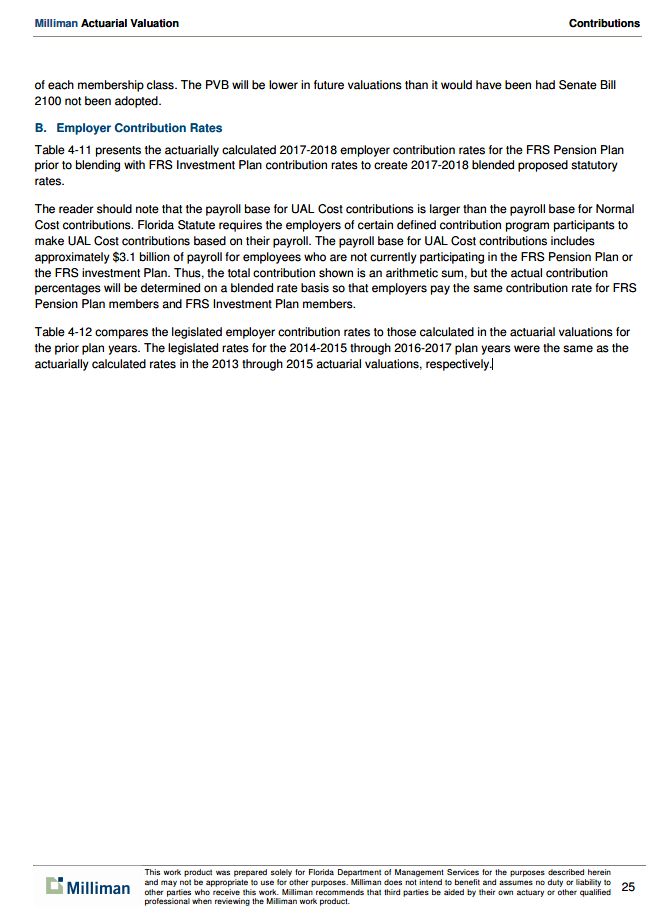 Milliman Actuarial Valuation Contributions
of each membership class. The PVB will be lower in future valuations than it would have been had Senate Bill
2100 not been adopted.
B. Employer Contribution Rates
Table 4-11 presents the actuarially calculated 2017-2018 employer contribution rates for the FRS Pension Plan
prior to blending with FRS Investment Plan contribution rates to create 2017-2018 blended proposed statutory
rates.
The reader should note that the payroll base for UAL Cost contributions is larger than the payroll base for Normal
Cost contributions. Florida Statute requires the employers of certain defined contribution program participants to
make UAL Cost contributions based on their payroll. The payroll base for UAL Cost contributions includes
approximately $3.1 billion of payroll for employees who are not currently participating in the FRS Pension Plan or
the FRS investment Plan. Thus, the total contribution shown is an arithmetic sum, but the actual contribution
percentages will be determined on a blended rate basis so that employers pay the same contribution rate for FRS
Pension Plan members and FRS Investment Plan members.
Table 4-12 compares the legislated employer contribution rates to those calculated in the actuarial valuations for
the prior plan years. The legislated rates for the 2014-2015 through 2016-2017 plan years were the same as the
actuarially calculated rates in the 2013 through 2015 actuarial valuations, respectively.
This work product was prepared solely for Florida Department of Management Services for the purposes described herein
and may not be appropriate to use for other purposes. Milliman does not intend to benefit and assumes no duty or liability to
other parties who receive this work. Milliman recommends that third parties be aided by their own actuary or other qualified
professional when reviewing the Milliman work product.
Milliman
25